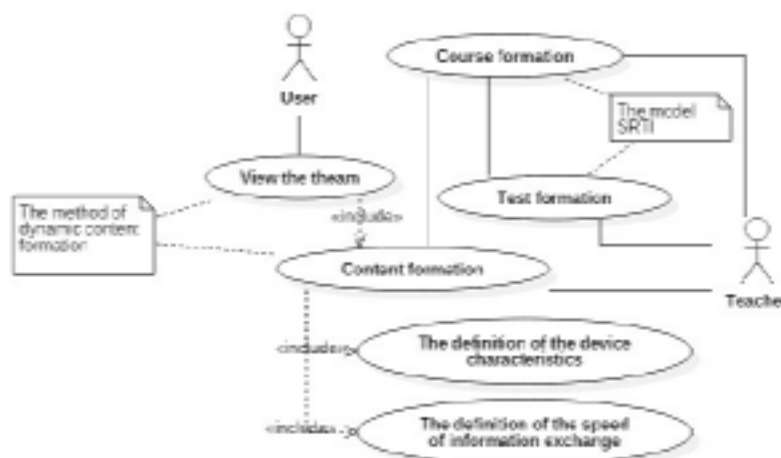 Course formation
User
The model
SRTI
View the theam
Test formation
The method of
dynamic content
formation
«include»
Content formation
Teache
«include»
The definition of the device
characteristics
«include»
The definition of the speed
of information exchange